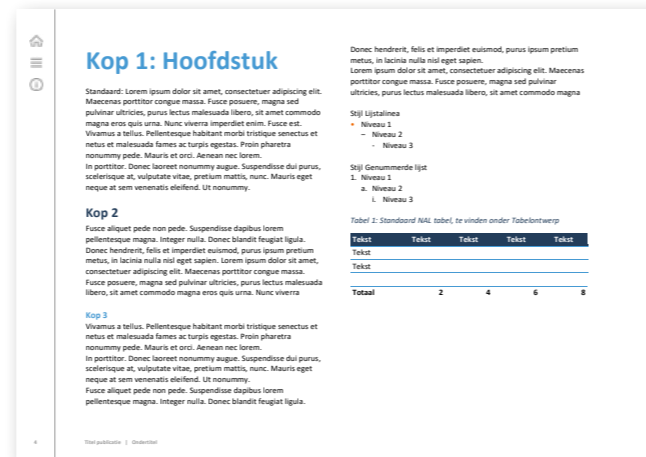 Kop 1: Hoofdstuk
Standaard: Lorem ipsum dolor sit amet, consectetuer adipiscing elit.
Maecenas porttitor congue massa. Fusce posuere, magna sed
pulvinar ultricies, purus lectus malesuada libero, sit amet commodo
magna eros quis urna. Nunc viverra imperdiet enim. Fusce est.
Vivamus a tellus. Pellentesque habitant morbi tristique senectus et
netus et malesuada fames ac turpis egestas. Proin pharetra
nonummy pede. Mauris et orci. Aenean nec lorem.
In porttitor. Donec laoreet nonummy augue. Suspendisse dui purus,
scelerisque at, vulputate vitae, pretium mattis, nunc. Mauris eget
neque at sem venenatis eleifend. Ut nonummy.
Kop 2
Fusce aliquet pede non pede. Suspendisse dapibus lorem
pellentesque magna. Integer nulla. Donec blandit feugiat ligula.
Donec hendrerit, felis et imperdiet euismod, purus ipsum pretium
metus, in lacinia nulla nisl eget sapien. Lorem ipsum dolor sit amet,
consectetuer adipiscing elit. Maecenas porttitor congue massa.
Fusce posuere, magna sed pulvinar ultricies, purus lectus malesuada
libero, sit amet commodo magna eros quis urna. Nunc viverra
Kop 3
Vivamus a tellus. Pellentesque habitant morbi tristique senectus et
netus et malesuada fames ac turpis egestas. Proin pharetra
nonummy pede. Mauris et orci. Aenean nec lorem.
In porttitor. Donec laoreet nonummy augue. Suspendisse dui purus,
scelerisque at, vulputate vitae, pretium mattis, nunc. Mauris eget
neque at sem venenatis eleifend. Ut nonummy.
Fusce aliquet pede non pede. Suspendisse dapibus lorem
pellentesque magna. Integer nulla. Donec blandit feugiat ligula.
Donec hendrerit, felis et imperdiet euismod, purus ipsum pretium
metus, in lacinia nulla nisl eget sapien.
Lorem ipsum dolor sit amet, consectetuer adipiscing elit. Maecenas
porttitor congue massa. Fusce posuere, magna sed pulvinar
ultricies, purus lectus malesuada libero, sit amet commodo magna
Stijl Lijstalinea
• Niveau 1
– Niveau 2
- Niveau 3
Stijl Genummerde lijst
1. Niveau 1
a. Niveau 2
i. Niveau 3
Tabel 1: Standaard NAL tabel, te vinden onder Tabelontwerp
Tekst Tekst Tekst Tekst Tekst
Tekst
Tekst
Totaal 2 4 6 8
4 Titel publicatie | Ondertitel